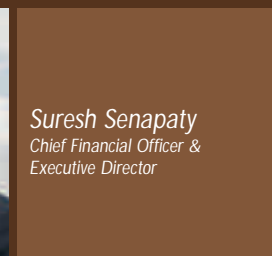 Suresh Senapaty
Chief Financial Officer &
Executive Director